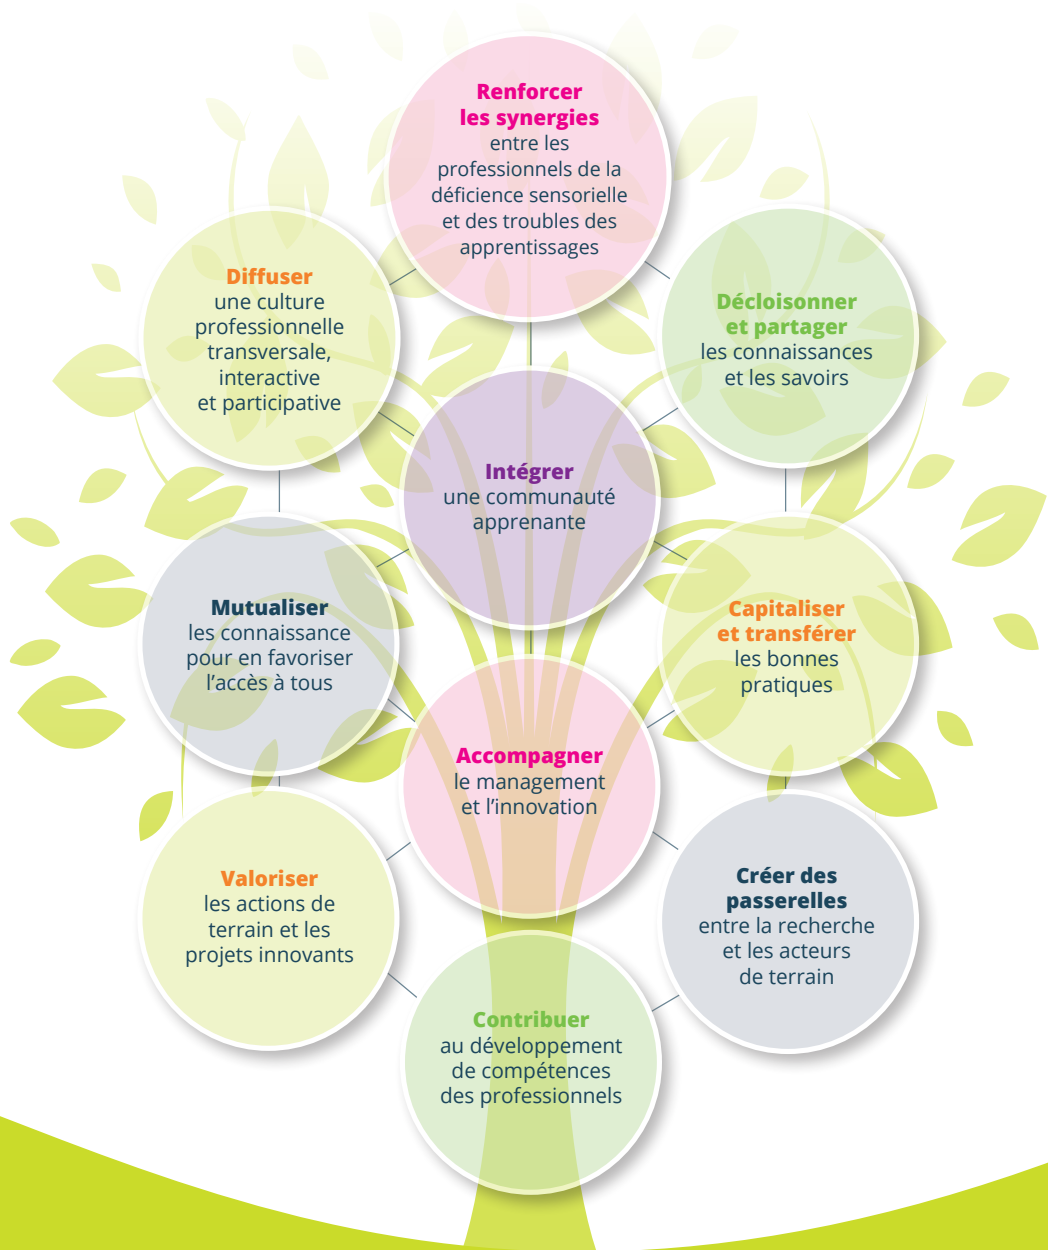 Renforcer
les synergies
entre les
professionnels de la
déficience sensorielle
et des troubles des
apprentissages
Diffuser
une culture
professionnelle
transversale,
interactive
et participative
Décloisonner
et partager
les connaissances
et les savoirs
Intégrer
une communauté
apprenante
Mutualiser
les connaissance
pour en favoriser
l’accès à tous
Capitaliser
et transférer
les bonnes
pratiques
Accompagner
le management
et l’innovation
Valoriser
les actions de
terrain et les
projets innovants
Créer des
passerelles
entre la recherche
et les acteurs
de terrain
Contribuer
au développement
de compétences
des professionnels